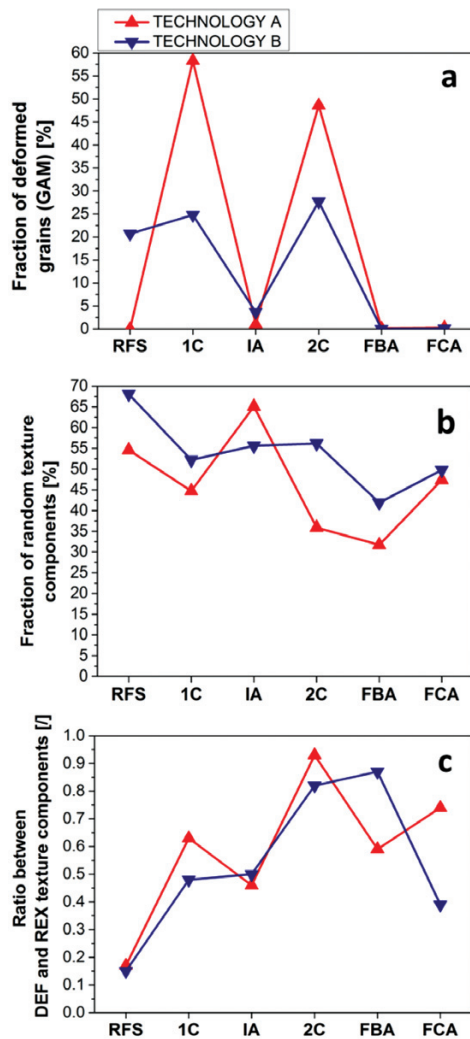 TECHNOLOGY A
TECHNOLOGY B
a
Fraction of deformed
grains (GAM) [%]
60
55
50
45
40
35
30
25
20
15
10
5
0
RFS 1C IA 2C FBA FCA
b
Fraction of random texture
components [%]
70
65
60
55
50
45
40
35
30
25
20
15
10
5
0
RFS 1C IA 2C FBA FCA
c
Ratio between
DEF and REX texture components [/]
1.0
0.9
0.8
0.7
0.6
0.5
0.4
0.3
0.2
0.1
0.0
RFS 1C IA 2C FBA FCA